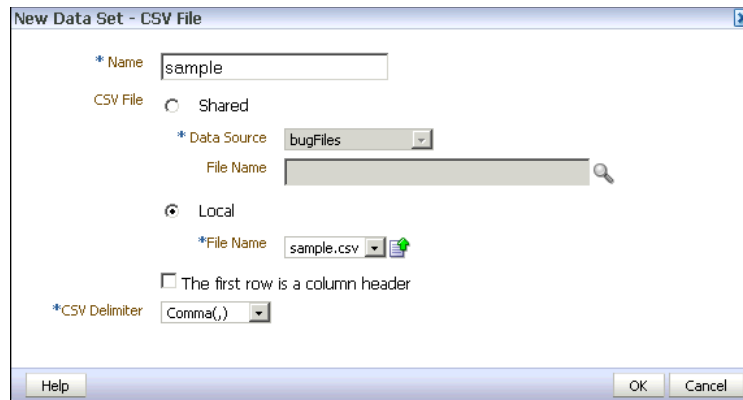 New Data Set - CSV File
* Name sample
CSV File Shared
* Data Source bugFiles
File Name
Local
*File Name sample.csv
The first row is a column header
*CSV Delimiter Comma(,)
Help OK Cancel